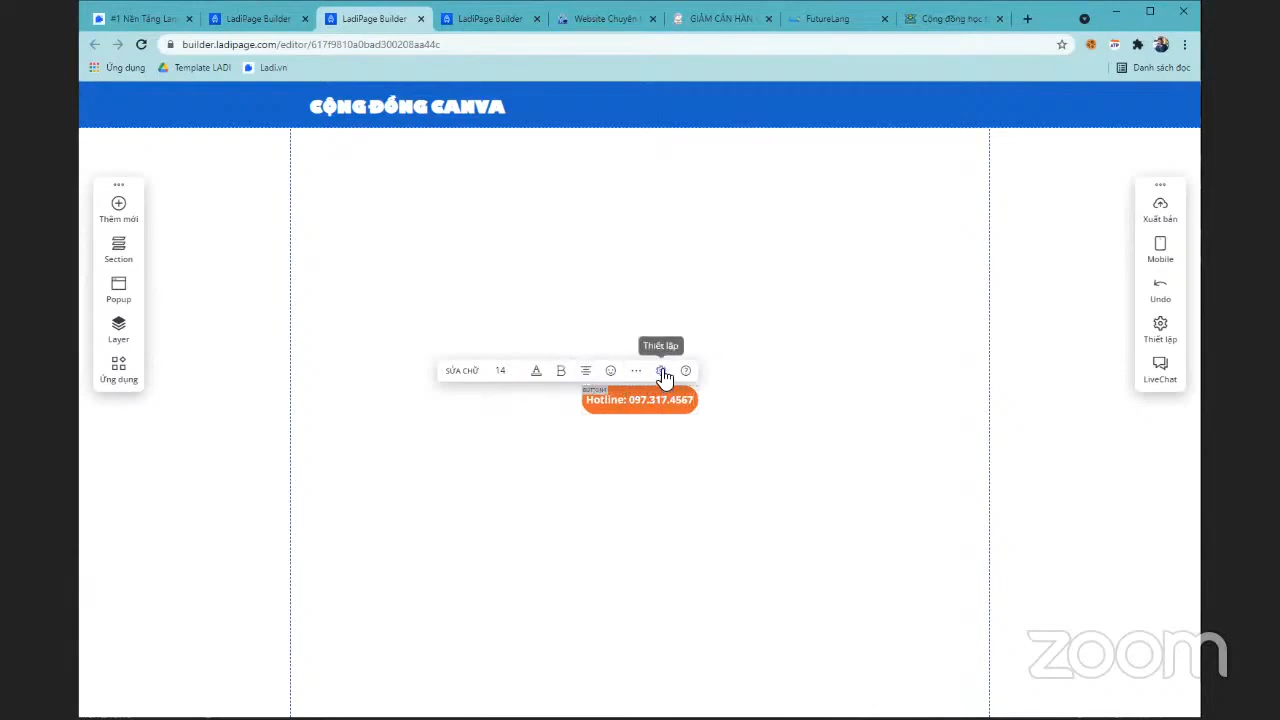 #1 Nền Tảng Lan
LadiPage Builder
LadiPage Builder
LadiPage Builder
Website Chuyên
GIẢM CÂN HÀN
FutureLang
Cộng đồng học
builder.ladipage.com/editor/617f9810a0bad300208aa44c
Ứng dụng
Template LADI
Ladi.vn
Danh sách đọc
CỘNG ĐỒNG CANVA
Thêm mới
Section
Popup
Layer
Ứng dụng
Xuất bản
Mobile
Undo
Thiết lập
LiveChat
Thiết lập
SỬA CHỮ 14
BUTTON1
Hotline: 097.317.4567
zoom